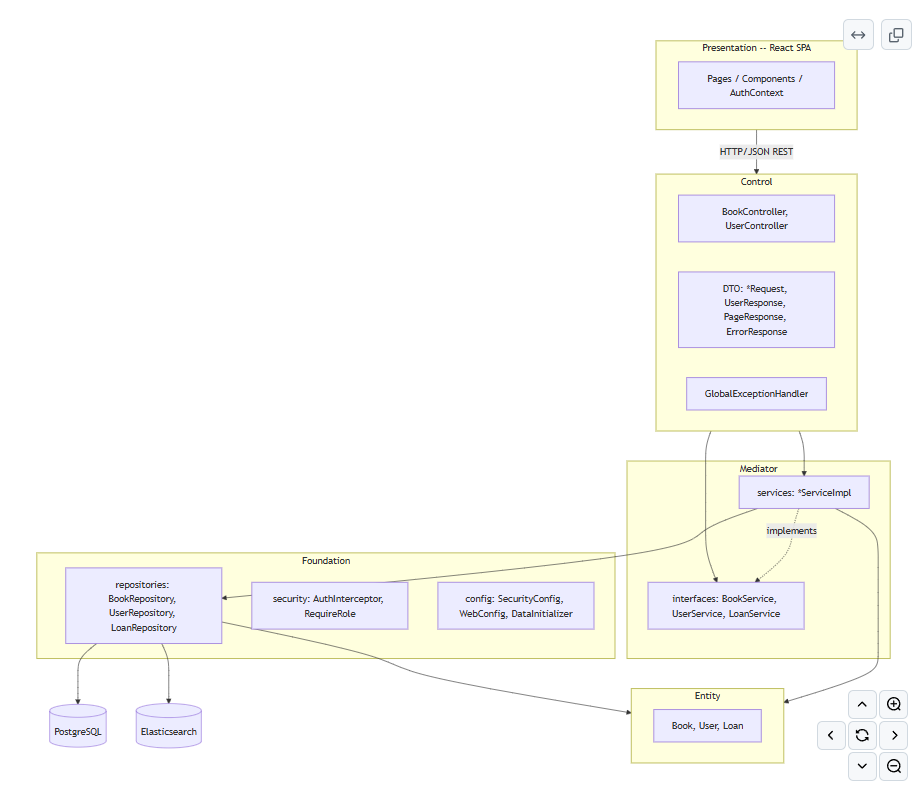 Presentation -- React SPA
Pages / Components /
AuthContext
HTTP/JSON REST
Control
BookController,
UserController
DTO: *Request,
UserResponse,
PageResponse,
ErrorResponse
GlobalExceptionHandler
Mediator
services: *ServiceImpl
implements
interfaces: BookService,
UserService, LoanService
Foundation
repositories:
BookRepository,
UserRepository,
LoanRepository
security: AuthInterceptor,
RequireRole
config: SecurityConfig,
WebConfig, DataInitializer
PostgreSQL
Elasticsearch
Entity
Book, User, Loan